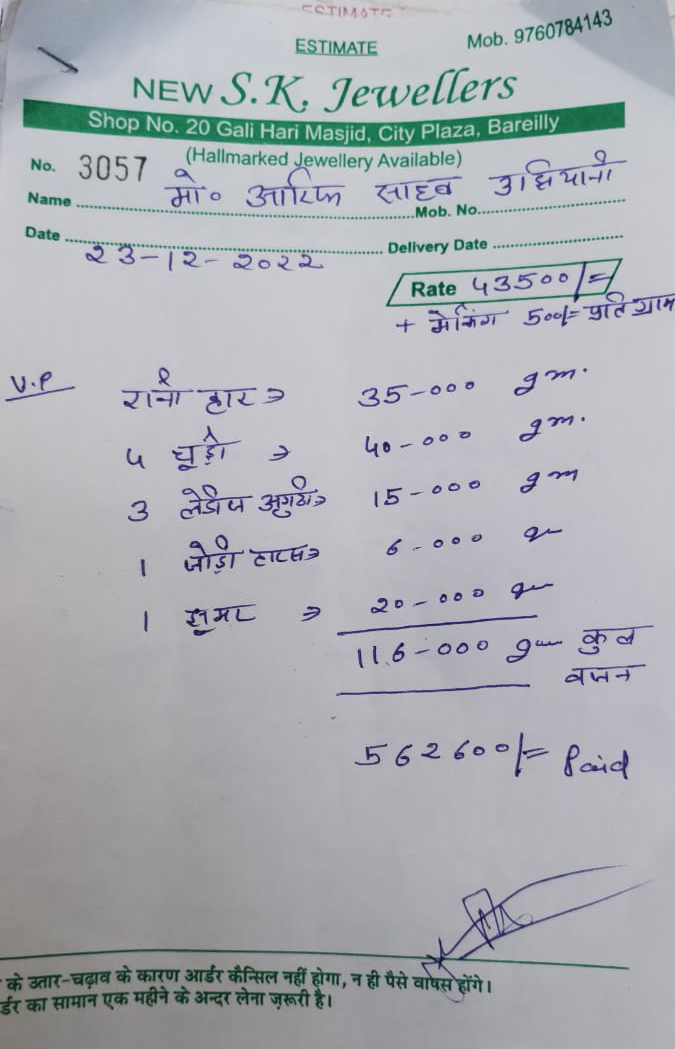 ESTIMATE
ESTIMATE
Mob. 9760784143
NEW S.K. Jewellers
Shop No. 20 Gali Hari Masjid, City Plaza, Bareilly
(Hallmarked Jewellery Available)
No. 3057
Name मो० आरिफ साहब उझियानी Mob. No.
Date 23-12-2022 Delivery Date
Rate 43500/=
+ मेकिंग 500/= प्रति ग्राम
V.P
रानी हार → 35-000 gm.
4 चूड़ी → 40-000 gm.
3 लेडीज अगुठी → 15-000 gm
1 जोड़ी टाटस → 6-000 gm
1 झूमर → 20-000 gm
116-000 gm कुल
वजन
562600/= Paid
के उतार-चढ़ाव के कारण आर्डर कैन्सिल नहीं होगा, न ही पैसे वापस होंगे।
र्डर का सामान एक महीने के अन्दर लेना ज़रूरी है।